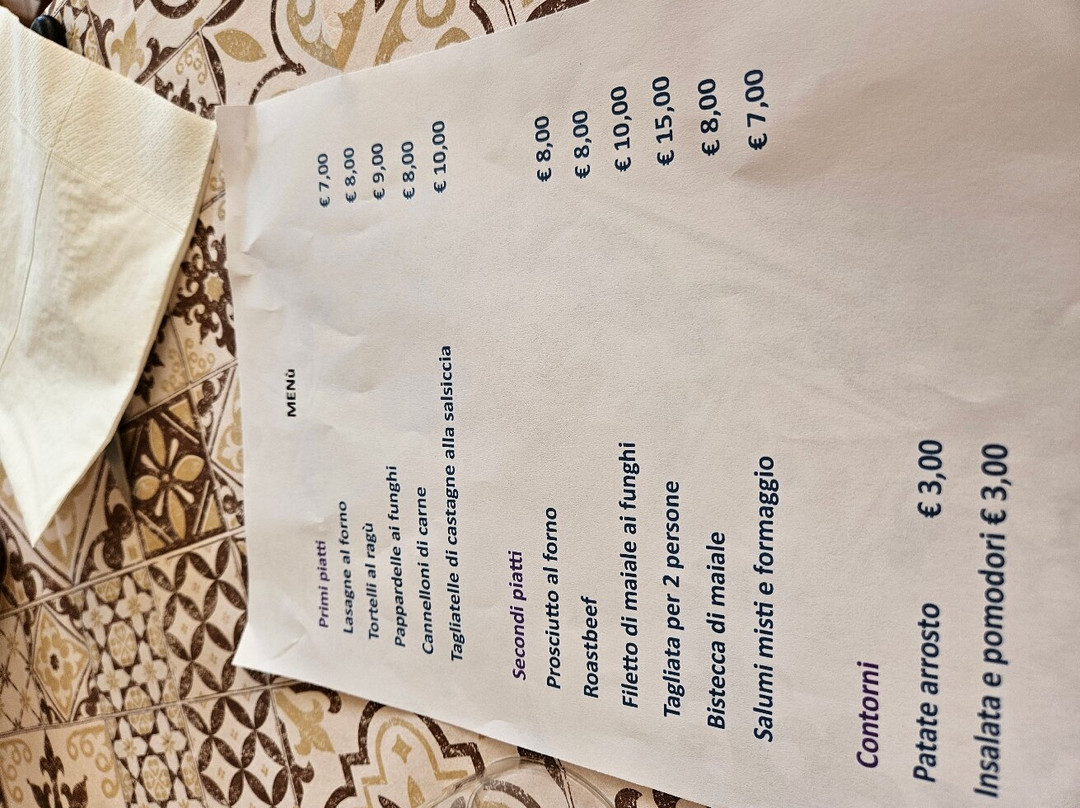 MENÙ
Primi piatti
Lasagne al forno € 7,00
Tortelli al ragù € 8,00
Pappardelle ai funghi € 9,00
Cannelloni di carne € 8,00
Tagliatelle di castagne alla salsiccia € 10,00
Secondi piatti
Prosciutto al forno € 8,00
Roastbeef € 8,00
Filetto di maiale ai funghi € 10,00
Tagliata per 2 persone € 15,00
Bistecca di maiale € 8,00
Salumi misti e formaggio € 7,00
Contorni
Patate arrosto € 3,00
Insalata e pomodori € 3,00